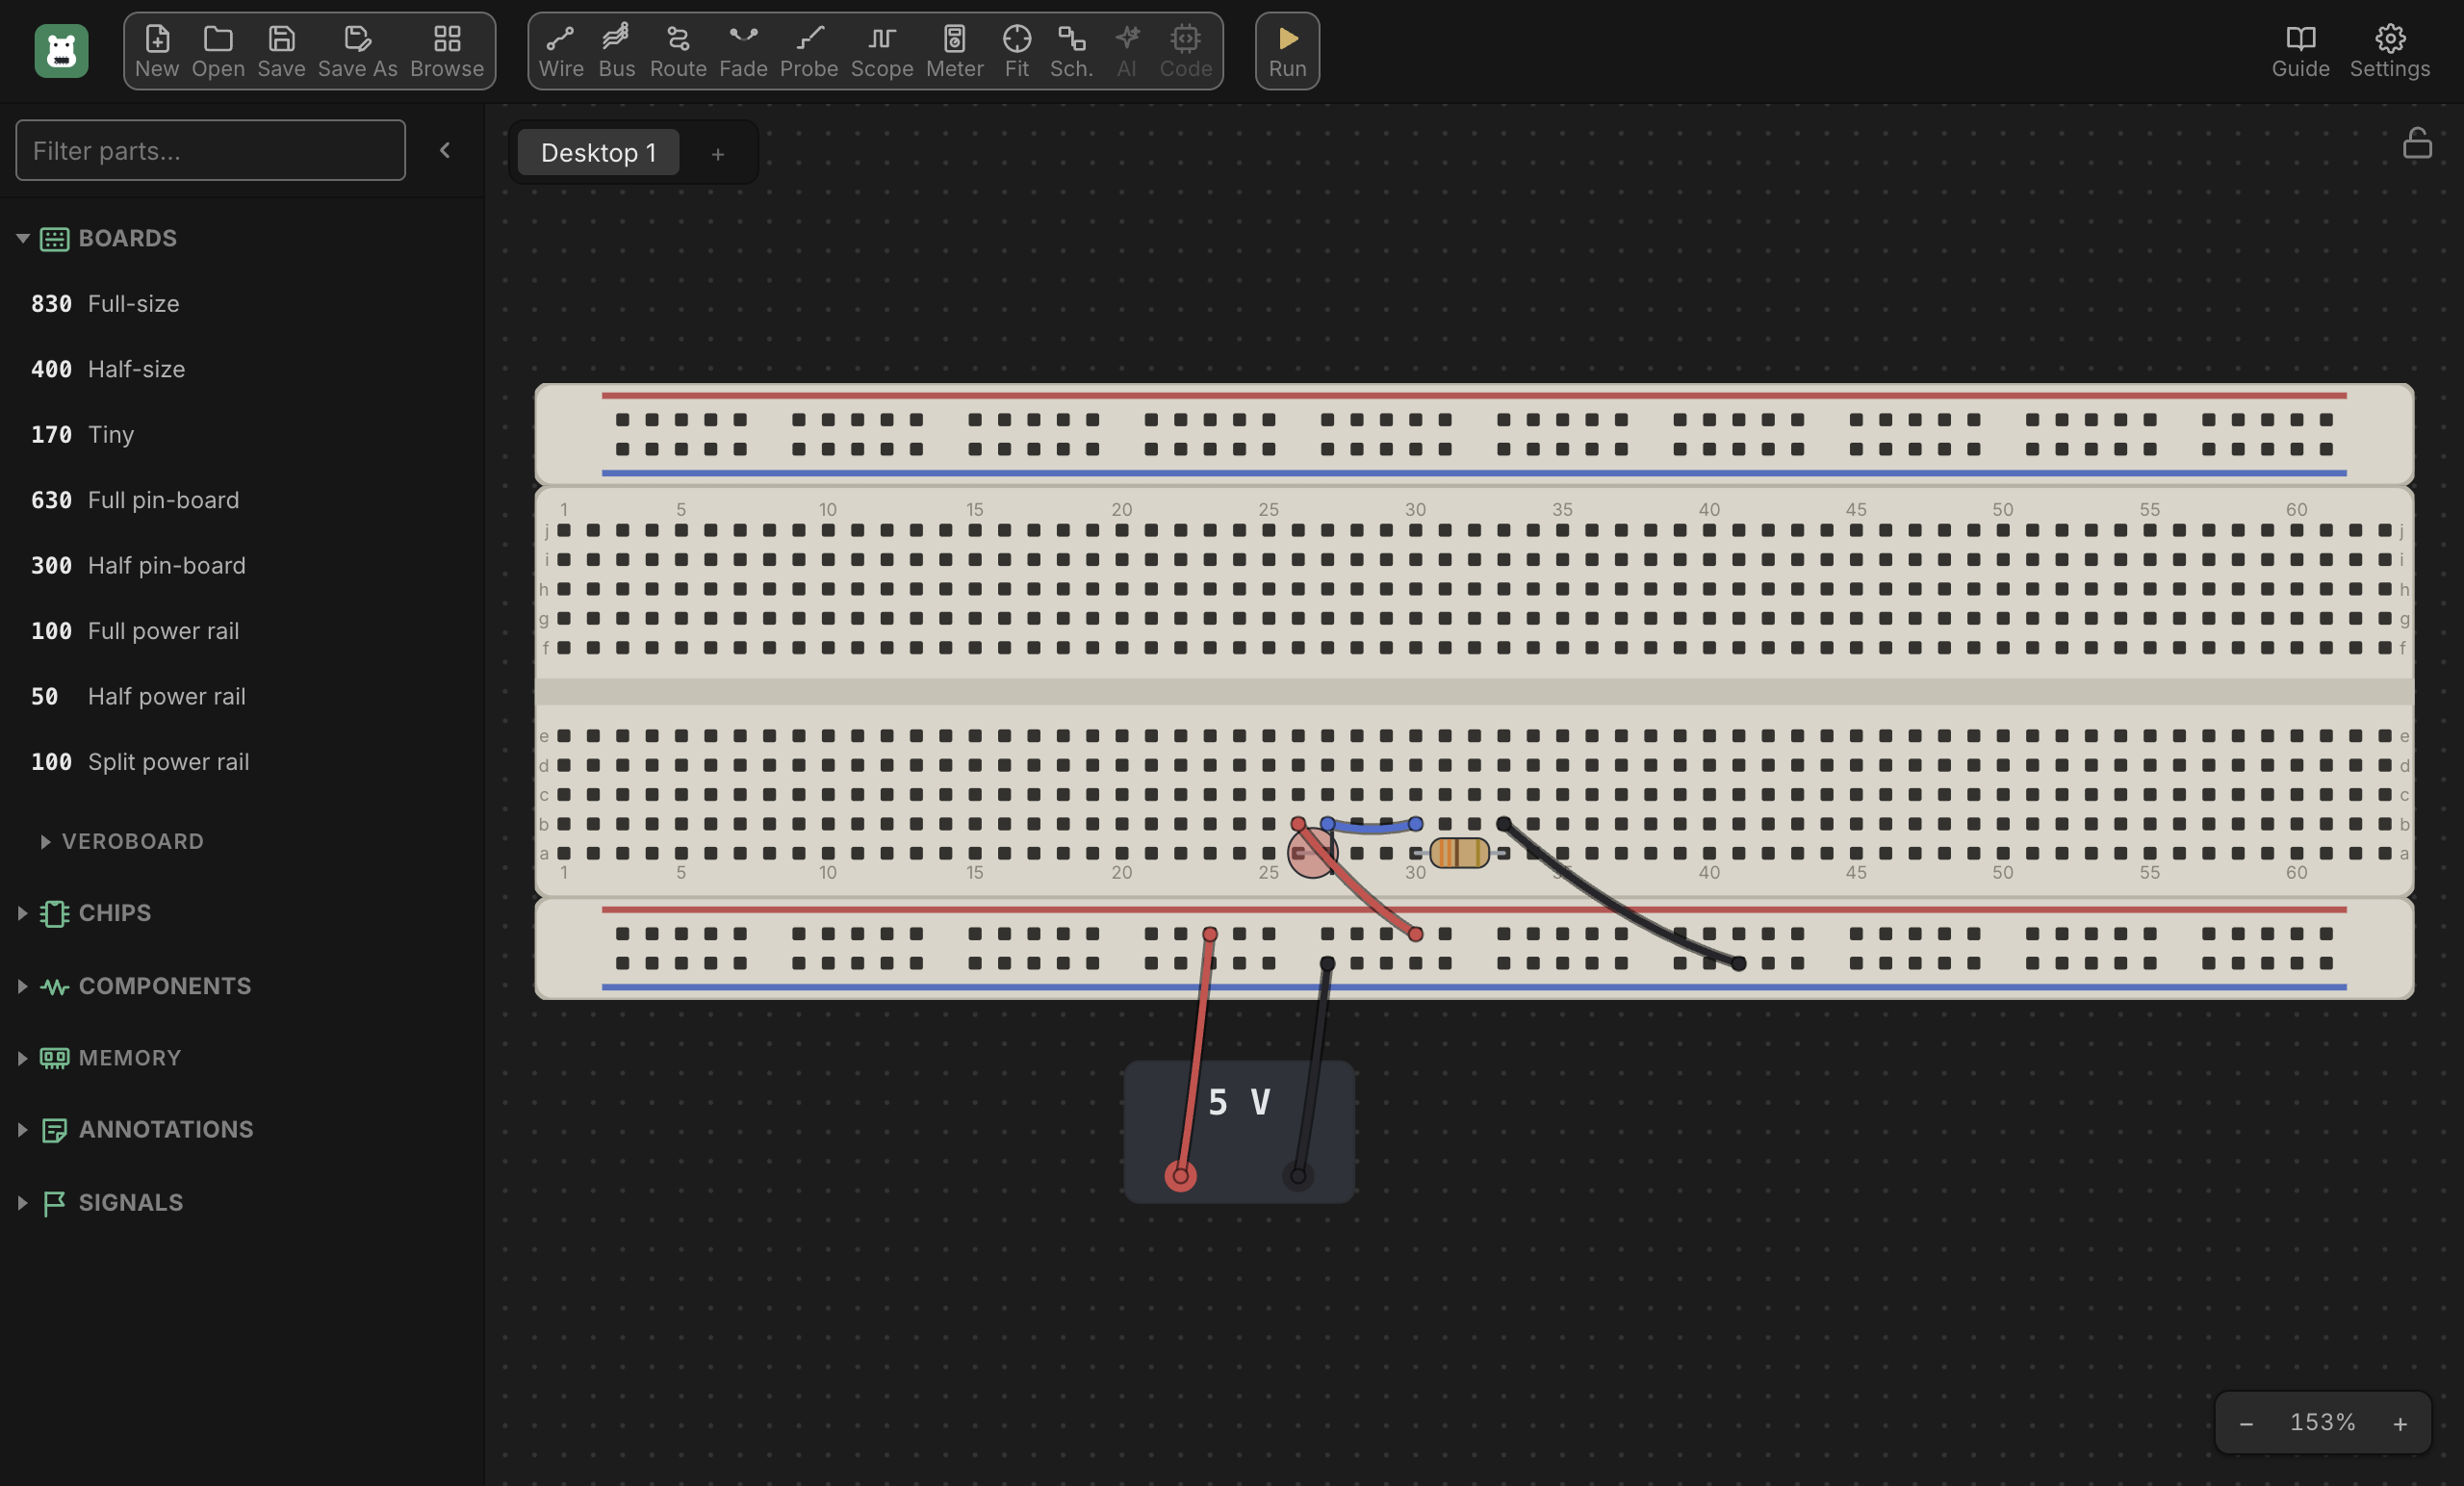 New Open Save Save As Browse Wire Bus Route Fade Probe Scope Meter Fit Sch. AI Code Run Guide Settings
Filter parts...
Desktop 1 +
BOARDS
830 Full-size
400 Half-size
170 Tiny
630 Full pin-board
300 Half pin-board
100 Full power rail
50 Half power rail
100 Split power rail
VEROBOARD
CHIPS
COMPONENTS
MEMORY
ANNOTATIONS
SIGNALS
1 5 10 15 20 25 30 35 40 45 50 55 60
j j
i i
h h
g g
f f
e e
d d
c c
b b
a a
1 5 10 15 20 25 30 35 40 45 50 55 60
5 V
− 153% +